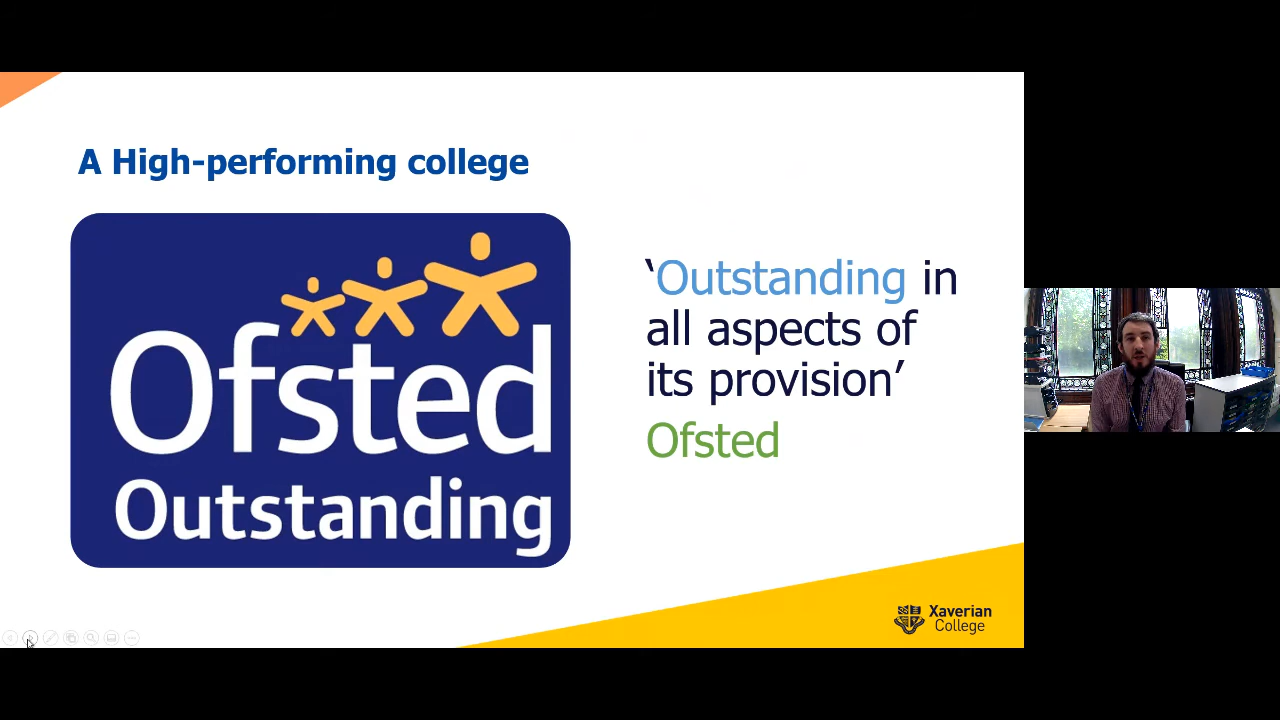 A High-performing college
Ofsted
Outstanding
‘Outstanding in
all aspects of
its provision’
Ofsted
Xaverian
College